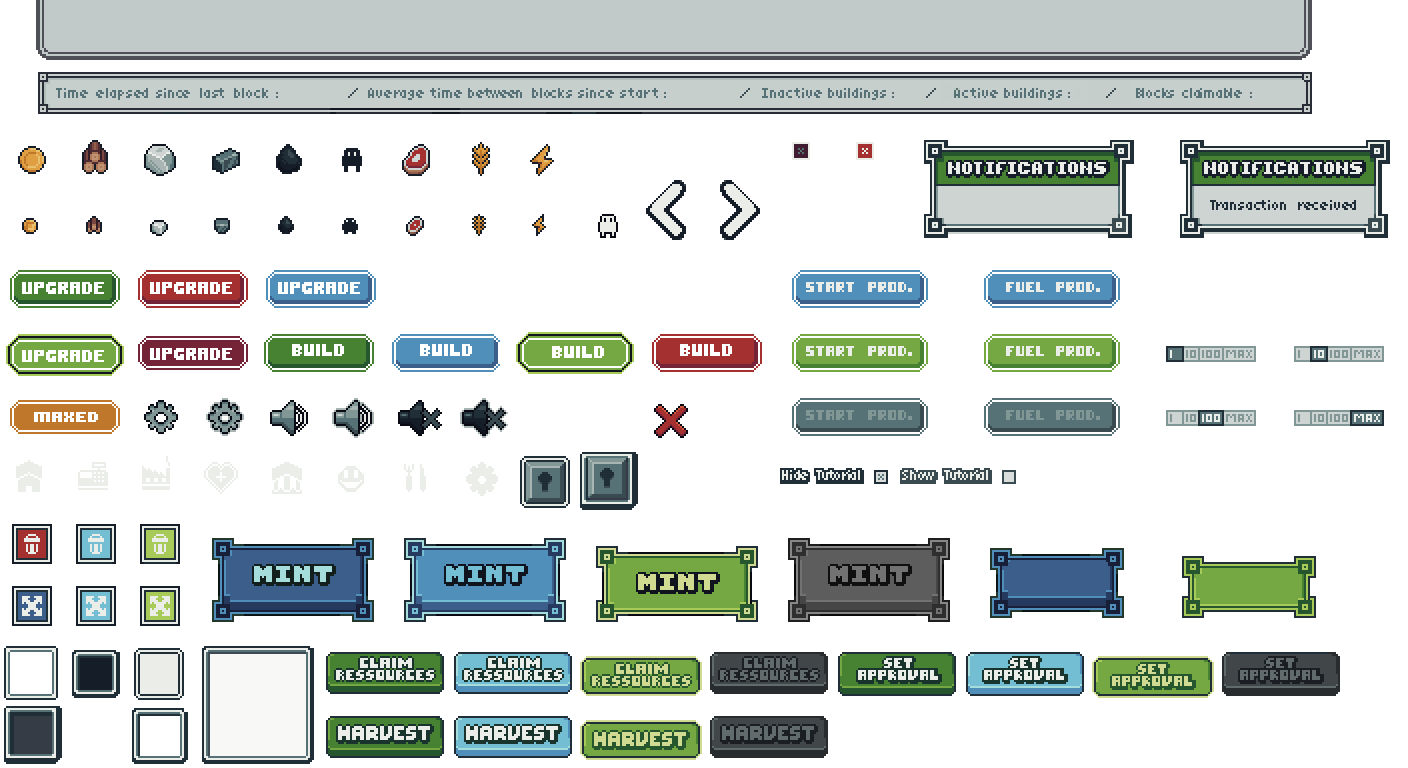 Time elapsed since last block : / Average time between blocks since start : / Inactive buildings : / Active buildings : / Blocks claimable :
NOTIFICATIONS NOTIFICATIONS
Transaction received
UPGRADE UPGRADE UPGRADE START PROD. FUEL PROD.
UPGRADE UPGRADE BUILD BUILD BUILD BUILD START PROD. FUEL PROD. 1 10 100 MAX 1 10 100 MAX
MAXED START PROD. FUEL PROD. 1 10 100 MAX 1 10 100 MAX
Hide Tutorial Show Tutorial
MINT MINT MINT MINT
CLAIM
RESSOURCES
CLAIM
RESSOURCES
CLAIM
RESSOURCES
CLAIM
RESSOURCES
SET
APPROVAL
SET
APPROVAL
SET
APPROVAL
SET
APPROVAL
HARVEST HARVEST HARVEST HARVEST